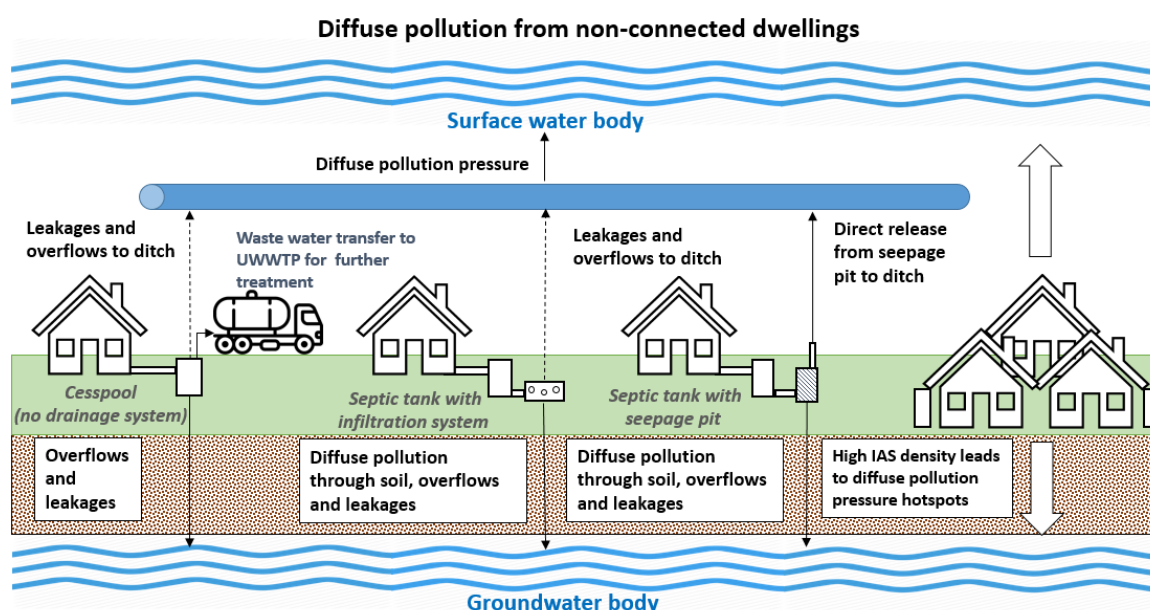 Diffuse pollution from non-connected dwellings
Surface water body
Diffuse pollution pressure
Leakages and
overflows to ditch
Waste water transfer to
UWWTP for further
treatment
Leakages and
overflows to ditch
Direct release
from seepage
pit to ditch
Cesspool
(no drainage system)
Septic tank with
infiltration system
Septic tank with
seepage pit
Overflows
and
leakages
Diffuse pollution
through soil, overflows
and leakages
Diffuse pollution
through soil, overflows
and leakages
High IAS density leads
to diffuse pollution
pressure hotspots
Groundwater body